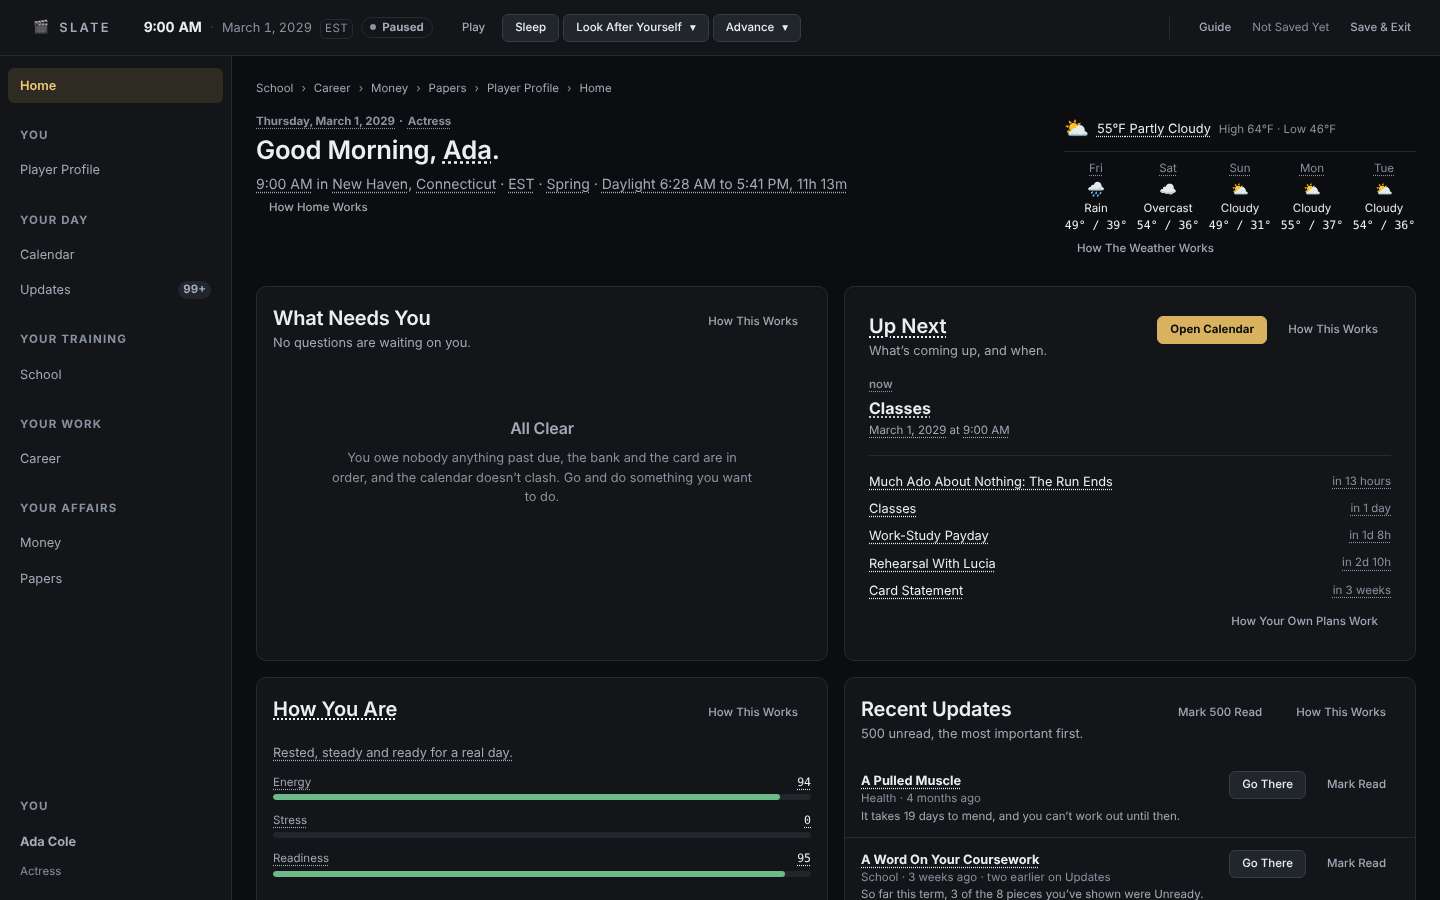 SLATE
9:00 AM · March 1, 2029 EST Paused
Play
Sleep
Look After Yourself ▾
Advance ▾
Guide
Not Saved Yet
Save & Exit
Home
YOU
Player Profile
YOUR DAY
Calendar
Updates 99+
YOUR TRAINING
School
YOUR WORK
Career
YOUR AFFAIRS
Money
Papers
YOU
Ada Cole
Actress
School › Career › Money › Papers › Player Profile › Home
Thursday, March 1, 2029 · Actress
Good Morning, Ada.
9:00 AM in New Haven, Connecticut · EST · Spring · Daylight 6:28 AM to 5:41 PM, 11h 13m
How Home Works
55°F Partly Cloudy High 64°F · Low 46°F
Fri Sat Sun Mon Tue
Rain Overcast Cloudy Cloudy Cloudy
49° / 39° 54° / 36° 49° / 31° 55° / 37° 54° / 36°
How The Weather Works
What Needs You
How This Works
No questions are waiting on you.
All Clear
You owe nobody anything past due, the bank and the card are in
order, and the calendar doesn't clash. Go and do something you want
to do.
Up Next
Open Calendar
How This Works
What's coming up, and when.
now
Classes
March 1, 2029 at 9:00 AM
Much Ado About Nothing: The Run Ends in 13 hours
Classes in 1 day
Work-Study Payday in 1d 8h
Rehearsal With Lucia in 2d 10h
Card Statement in 3 weeks
How Your Own Plans Work
How You Are
How This Works
Rested, steady and ready for a real day.
Energy 94
Stress 0
Readiness 95
Recent Updates
Mark 500 Read
How This Works
500 unread, the most important first.
A Pulled Muscle
Go There
Mark Read
Health · 4 months ago
It takes 19 days to mend, and you can't work out until then.
A Word On Your Coursework
Go There
Mark Read
School · 3 weeks ago · two earlier on Updates
So far this term, 3 of the 8 pieces you've shown were Unready.